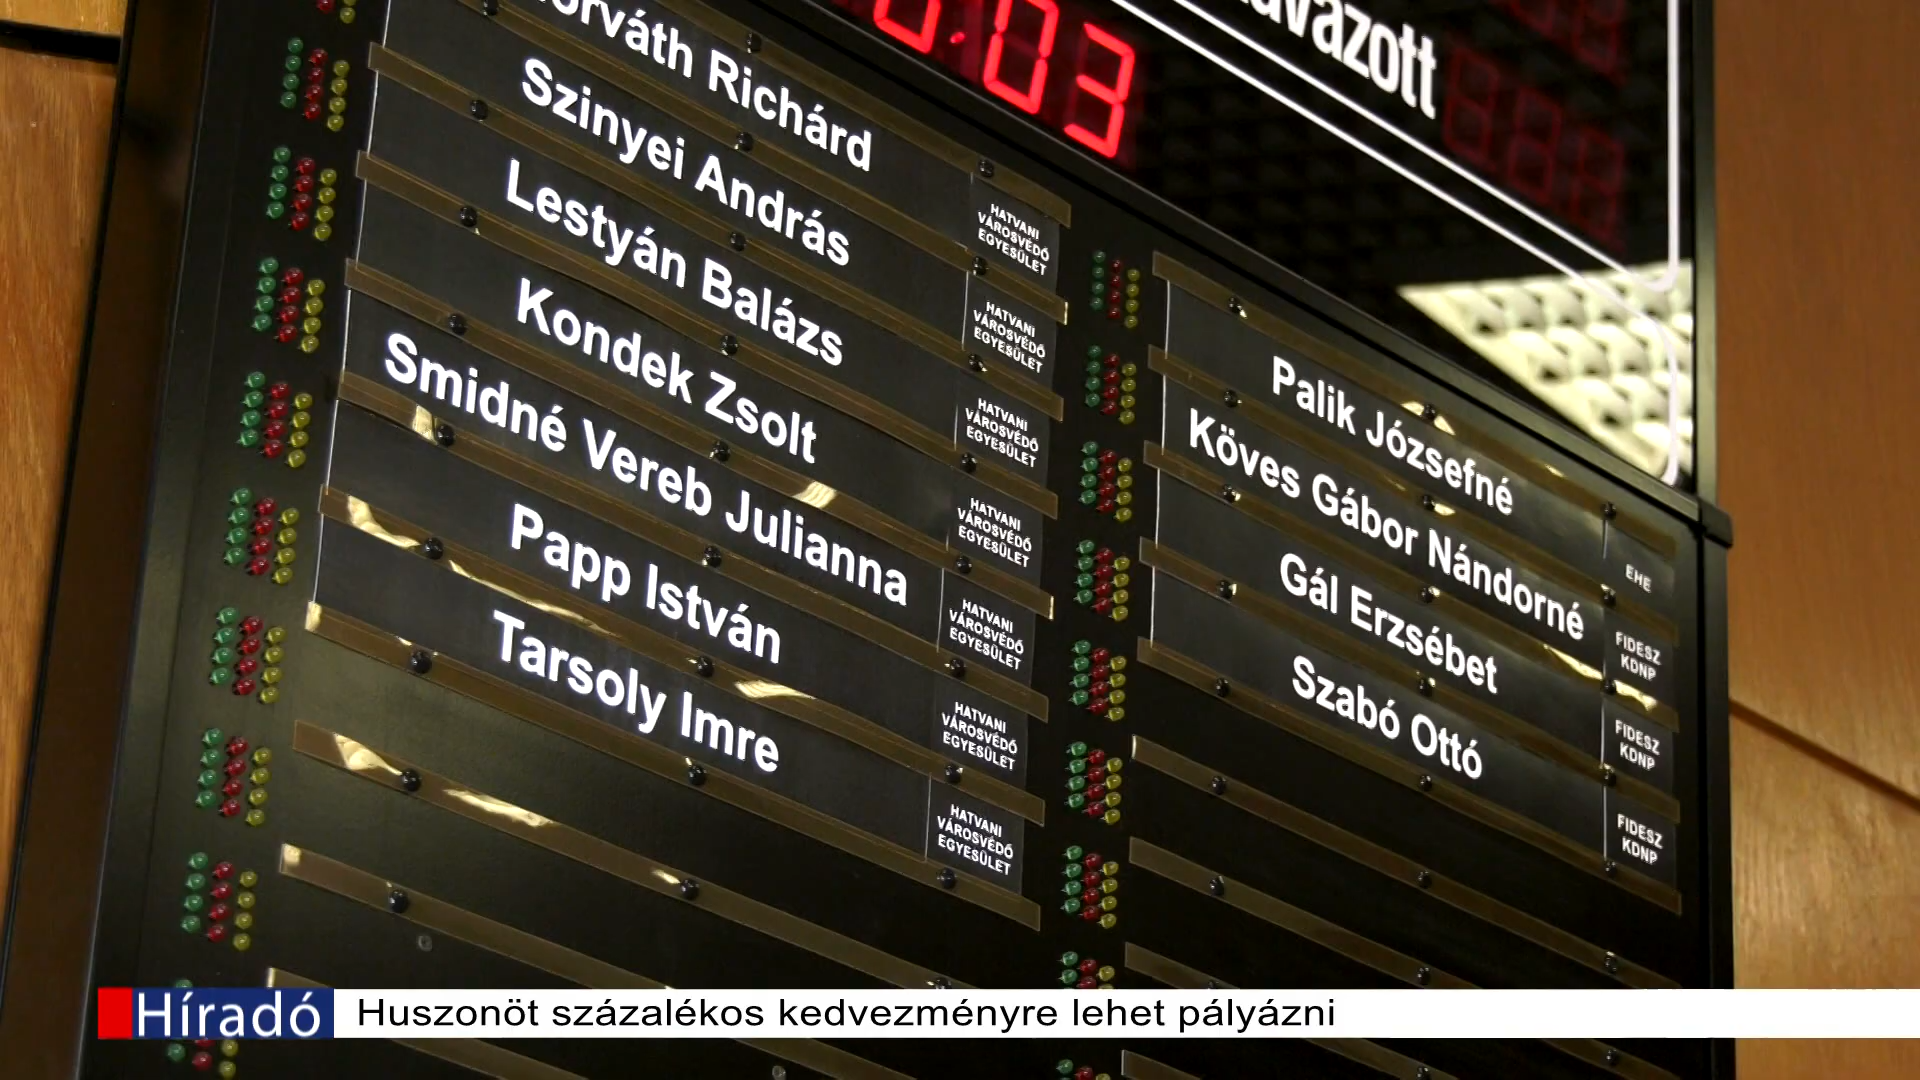 Horváth Richárd
HATVANI
VÁROSVÉDŐ
EGYESÜLET
Szinyei András
HATVANI
VÁROSVÉDŐ
EGYESÜLET
Lestyán Balázs
HATVANI
VÁROSVÉDŐ
EGYESÜLET
Kondek Zsolt
HATVANI
VÁROSVÉDŐ
EGYESÜLET
Smidné Vereb Julianna
HATVANI
VÁROSVÉDŐ
EGYESÜLET
Papp István
HATVANI
VÁROSVÉDŐ
EGYESÜLET
Tarsoly Imre
HATVANI
VÁROSVÉDŐ
EGYESÜLET
:03
Palik Józsefné
EHE
Köves Gábor Nándorné
FIDESZ
KDNP
Gál Erzsébet
FIDESZ
KDNP
Szabó Ottó
FIDESZ
KDNP
Híradó
Huszonöt százalékos kedvezményre lehet pályázni